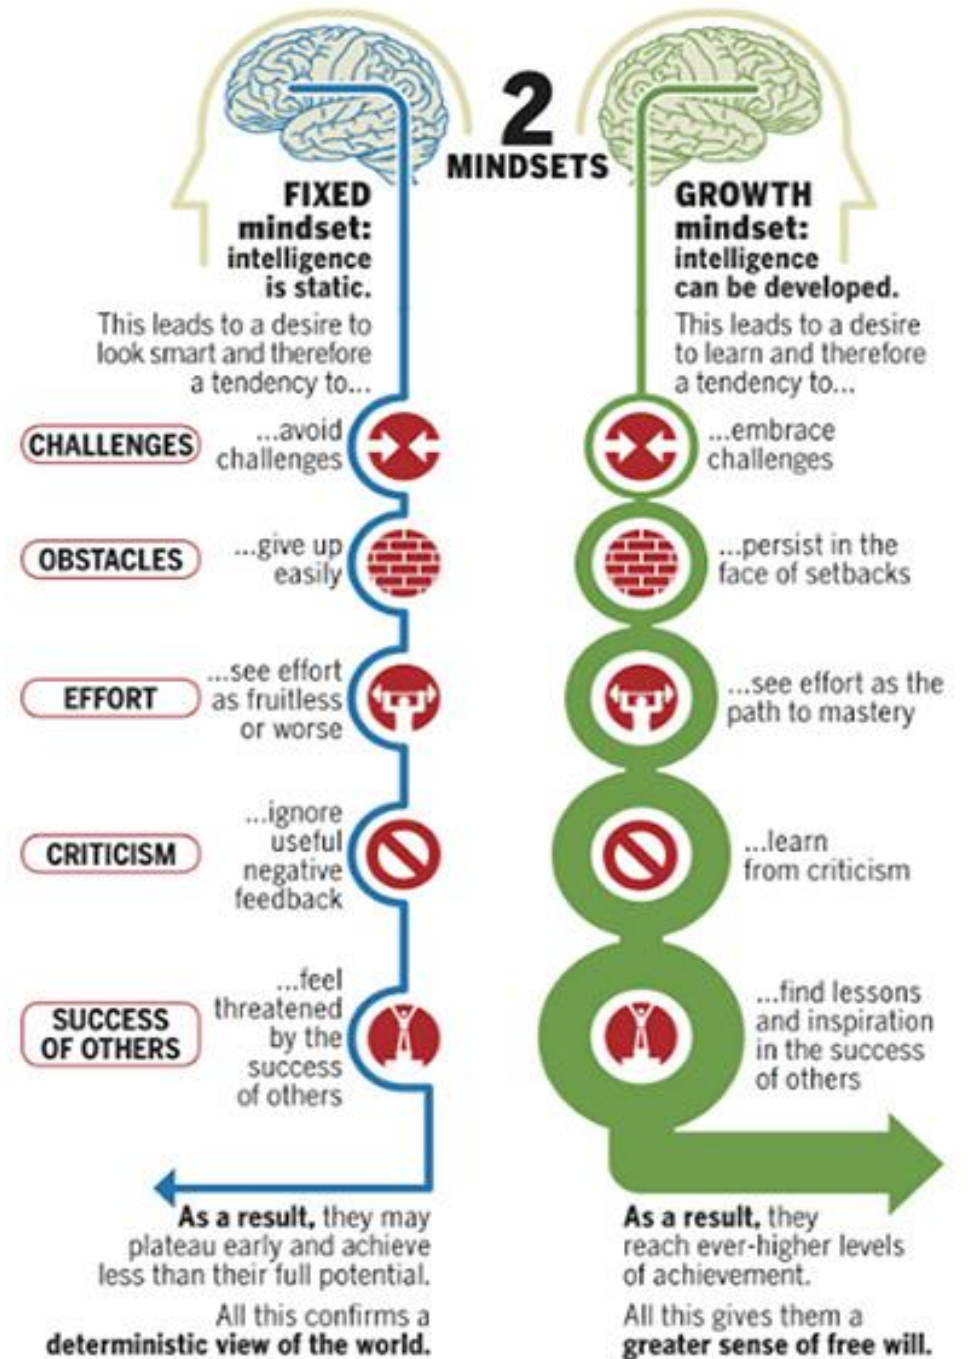 2
MINDSETS
FIXED
mindset:
intelligence
is static.
This leads to a desire to
look smart and therefore
a tendency to...
GROWTH
mindset:
intelligence
can be developed.
This leads to a desire
to learn and therefore
a tendency to...
CHALLENGES
...avoid
challenges
...embrace
challenges
OBSTACLES
...give up
easily
...persist in the
face of setbacks
EFFORT
...see effort
as fruitless
or worse
...see effort as the
path to mastery
CRITICISM
...ignore
useful
negative
feedback
...learn
from criticism
SUCCESS
OF OTHERS
...feel
threatened
by the
success
of others
...find lessons
and inspiration
in the success
of others
As a result, they may
plateau early and achieve
less than their full potential.
All this confirms a
deterministic view of the world.
As a result, they
reach ever-higher levels
of achievement.
All this gives them a
greater sense of free will.